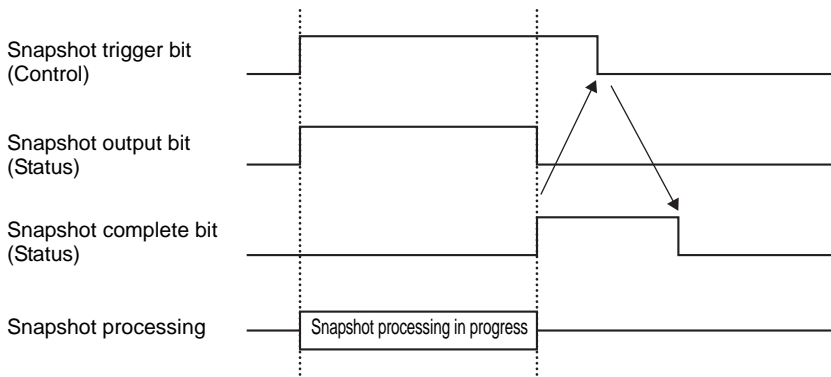 Snapshot trigger bit
(Control)
Snapshot output bit
(Status)
Snapshot complete bit
(Status)
Snapshot processing
Snapshot processing in progress